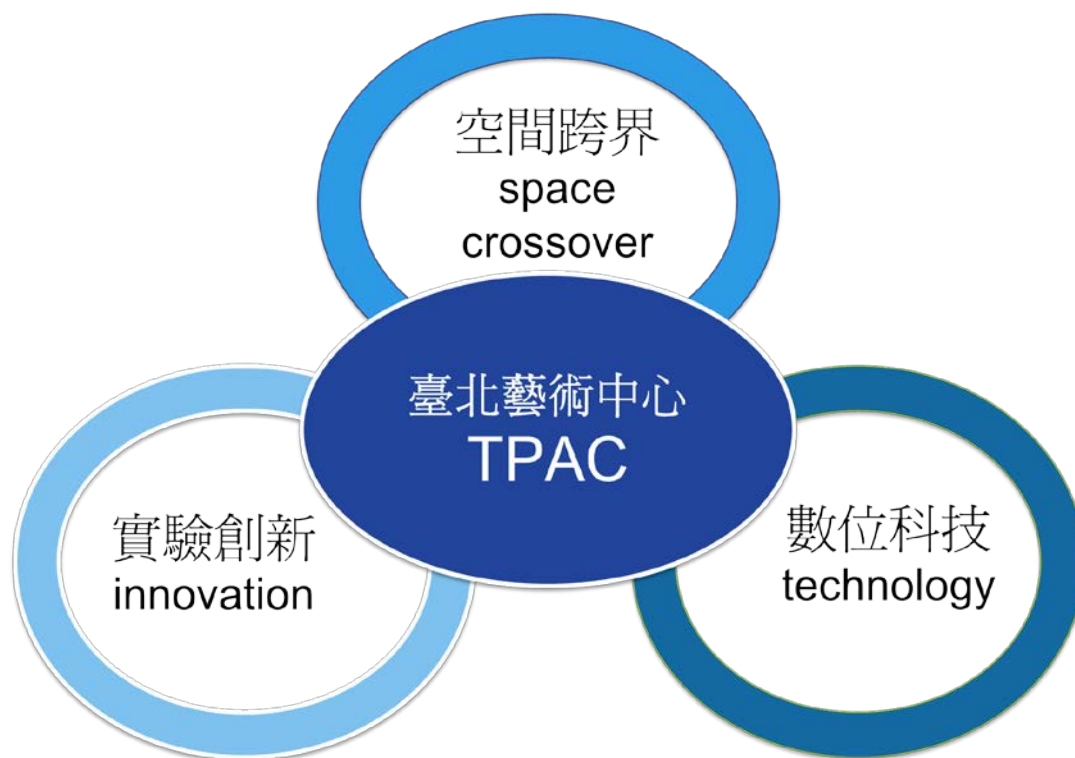 空間跨界
space
crossover
臺北藝術中心
TPAC
實驗創新
innovation
數位科技
technology